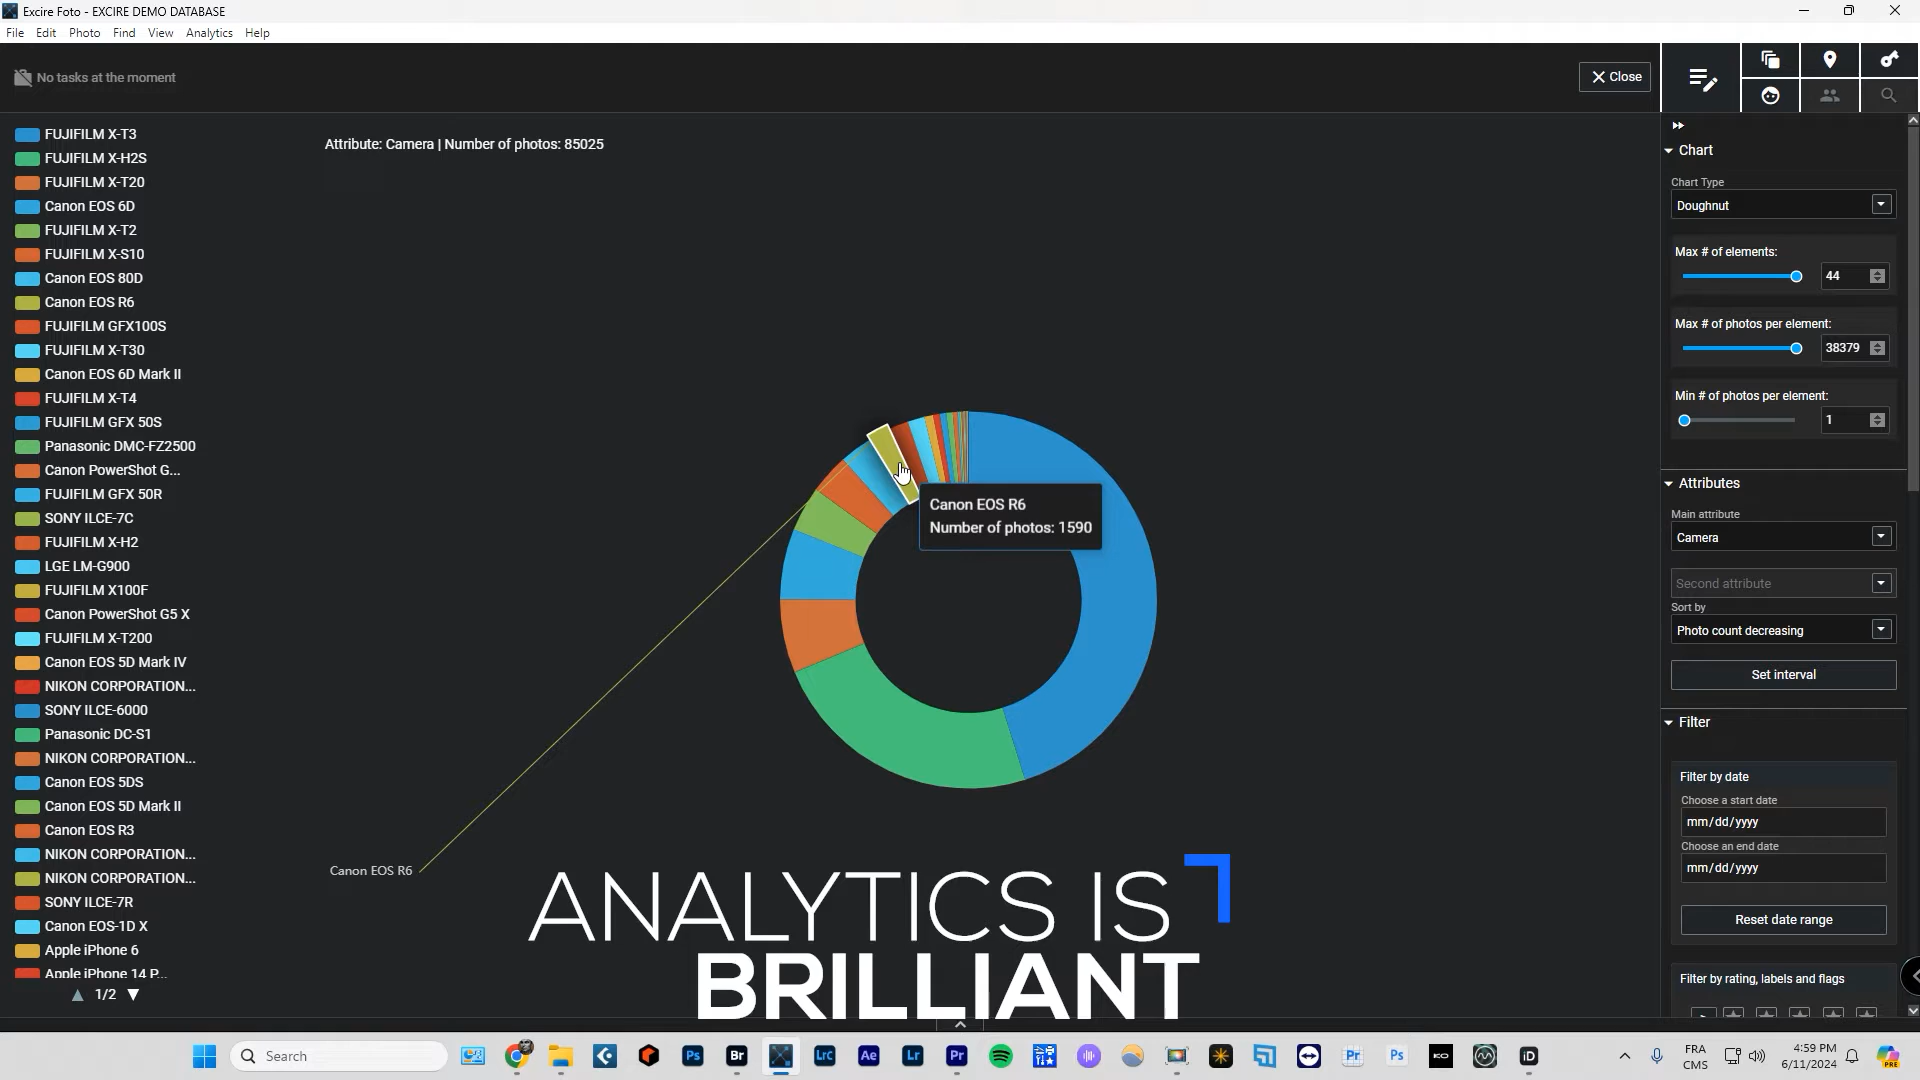 Excire Foto - EXCIRE DEMO DATABASE
File Edit Photo Find View Analytics Help
No tasks at the moment
Close
FUJIFILM X-T3
FUJIFILM X-H2S
FUJIFILM X-T20
Canon EOS 6D
FUJIFILM X-T2
FUJIFILM X-S10
Canon EOS 80D
Canon EOS R6
FUJIFILM GFX100S
FUJIFILM X-T30
Canon EOS 6D Mark II
FUJIFILM X-T4
FUJIFILM GFX 50S
Panasonic DMC-FZ2500
Canon PowerShot G...
FUJIFILM GFX 50R
SONY ILCE-7C
FUJIFILM X-H2
LGE LM-G900
FUJIFILM X100F
Canon PowerShot G5 X
FUJIFILM X-T200
Canon EOS 5D Mark IV
NIKON CORPORATION...
SONY ILCE-6000
Panasonic DC-S1
NIKON CORPORATION...
Canon EOS 5DS
Canon EOS 5D Mark II
Canon EOS R3
NIKON CORPORATION...
NIKON CORPORATION...
SONY ILCE-7R
Canon EOS-1D X
Apple iPhone 6
Apple iPhone 14 P...
1/2
Attribute: Camera | Number of photos: 85025
Canon EOS R6
Number of photos: 1590
Canon EOS R6
ANALYTICS IS
BRILLIANT
Chart
Chart Type
Doughnut
Max # of elements:
44
Max # of photos per element:
38379
Min # of photos per element:
1
Attributes
Main attribute
Camera
Second attribute
Sort by
Photo count decreasing
Set interval
Filter
Filter by date
Choose a start date
mm/dd/yyyy
Choose an end date
mm/dd/yyyy
Reset date range
Filter by rating, labels and flags
Search
Ps
Br
LrC
Ae
Lr
Pr
Pr
Ps
iD
FRA
CMS
4:59 PM
6/11/2024
PRE